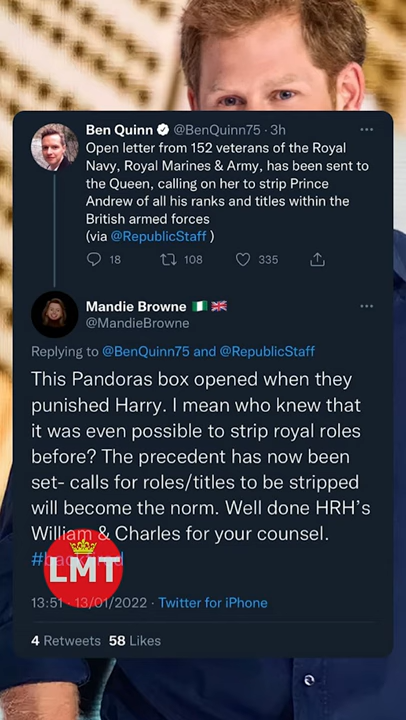 Ben Quinn @BenQuinn75 · 3h
Open letter from 152 veterans of the Royal
Navy, Royal Marines & Army, has been sent to
the Queen, calling on her to strip Prince
Andrew of all his ranks and titles within the
British armed forces
(via @RepublicStaff )
18 108 335
Mandie Browne
@MandieBrowne
Replying to @BenQuinn75 and @RepublicStaff
This Pandoras box opened when they
punished Harry. I mean who knew that
it was even possible to strip royal roles
before? The precedent has now been
set- calls for roles/titles to be stripped
will become the norm. Well done HRH’s
William & Charles for your counsel.
LMT
13:51 · 13/01/2022 · Twitter for iPhone
4 Retweets 58 Likes